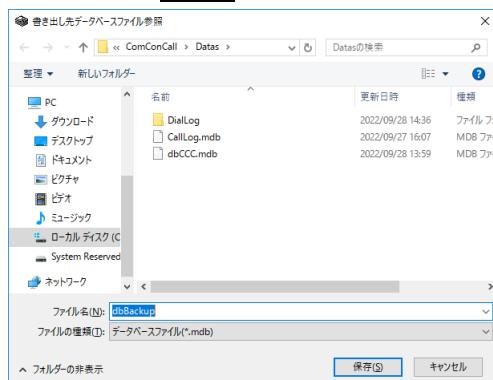 書き出し先データベースファイル参照
« ComConCall › Datas ›
Datasの検索
整理 新しいフォルダー
名前 更新日時 種類
PC
ダウンロード
デスクトップ
ドキュメント
ピクチャ
ビデオ
ミュージック
ローカル ディスク (C
System Reserved
ネットワーク
DialLog 2022/09/28 14:36 ファイル フ
CallLog.mdb 2022/09/27 16:07 MDB ファ
dbCCC.mdb 2022/09/28 13:59 MDB ファ
ファイル名(N): dbBackup
ファイルの種類(T): データベースファイル(*.mdb)
フォルダーの非表示
保存(S) キャンセル